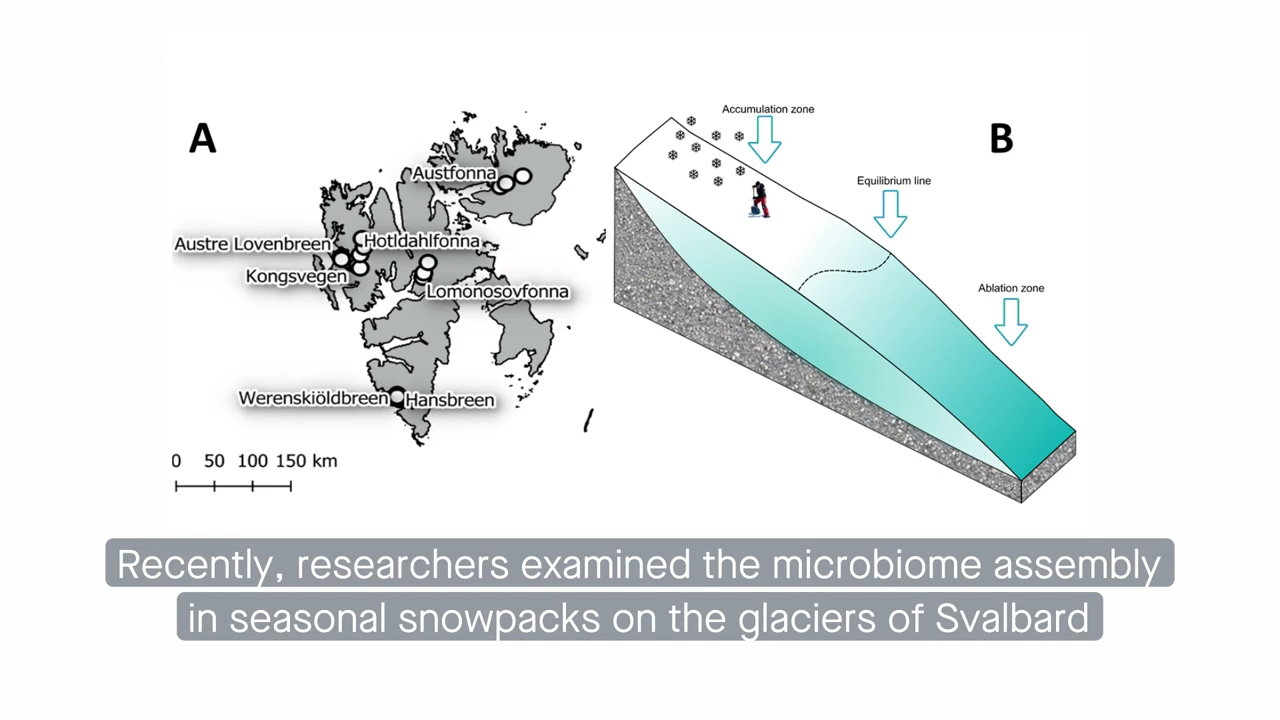 A
Austfonna
Austre Lovenbreen
Hotldahlfonna
Kongsvegen
Lomonosovfonna
Werenskiöldbreen
Hansbreen
0 50 100 150 km
B
Accumulation zone
Equilibrium line
Ablation zone
Recently, researchers examined the microbiome assembly
in seasonal snowpacks on the glaciers of Svalbard